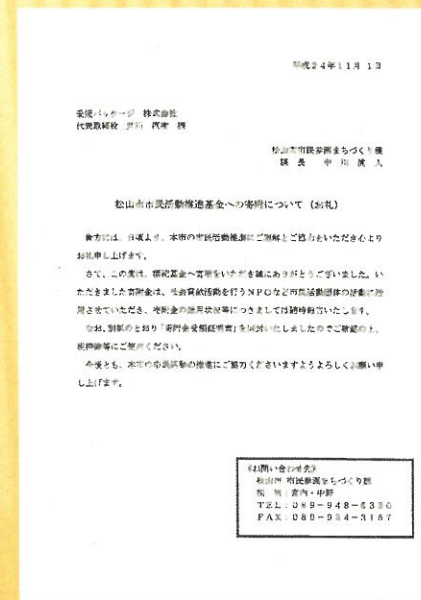 平成24年11月1日
愛媛パッケージ 株式会社
代表取締役 様
松山市市民参画まちづくり課
課長
松山市市民活動推進基金への寄附について(お礼)
貴方には、日頃より、本市の市民活動推進にご理解とご協力をいただき心より
お礼申し上げます。
さて、この度は、標記基金へ寄附をいただき誠にありがとうございました。い
ただきました寄附金は、社会貢献活動を行うNPOなど市民活動団体の活動に活
用させていただき、寄附金の活用状況等につきましては随時報告いたします。
なお、別紙のとおり「寄附金受領証明書」を同封いたしましたのでご確認の上、
税控除等にご使用ください。
今後とも、本市の市民活動の推進にご協力くださいますようよろしくお願い申
し上げます。
《お問い合わせ先》
松山市 市民参画まちづくり課
担当:宮内・中野
TEL:089-948-6330
FAX:089-934-3157